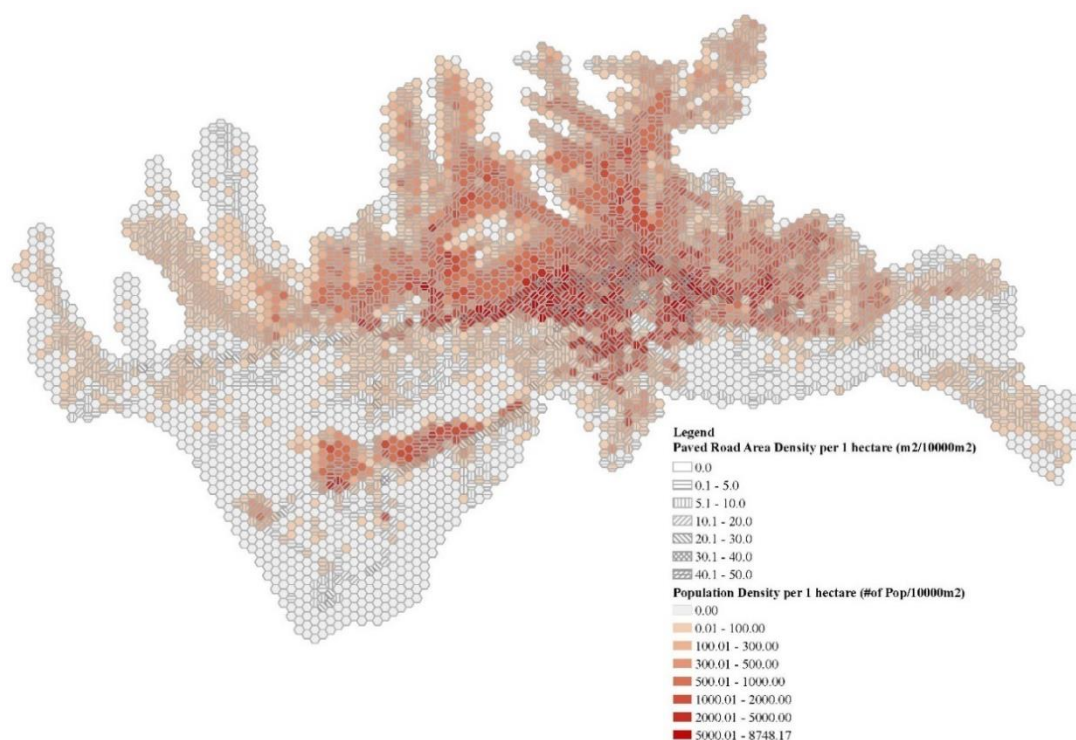 Legend
Paved Road Area Density per 1 hectare (m2/10000m2)
0.0
0.1 - 5.0
5.1 - 10.0
10.1 - 20.0
20.1 - 30.0
30.1 - 40.0
40.1 - 50.0
Population Density per 1 hectare (#of Pop/10000m2)
0.00
0.01 - 100.00
100.01 - 300.00
300.01 - 500.00
500.01 - 1000.00
1000.01 - 2000.00
2000.01 - 5000.00
5000.01 - 8748.17